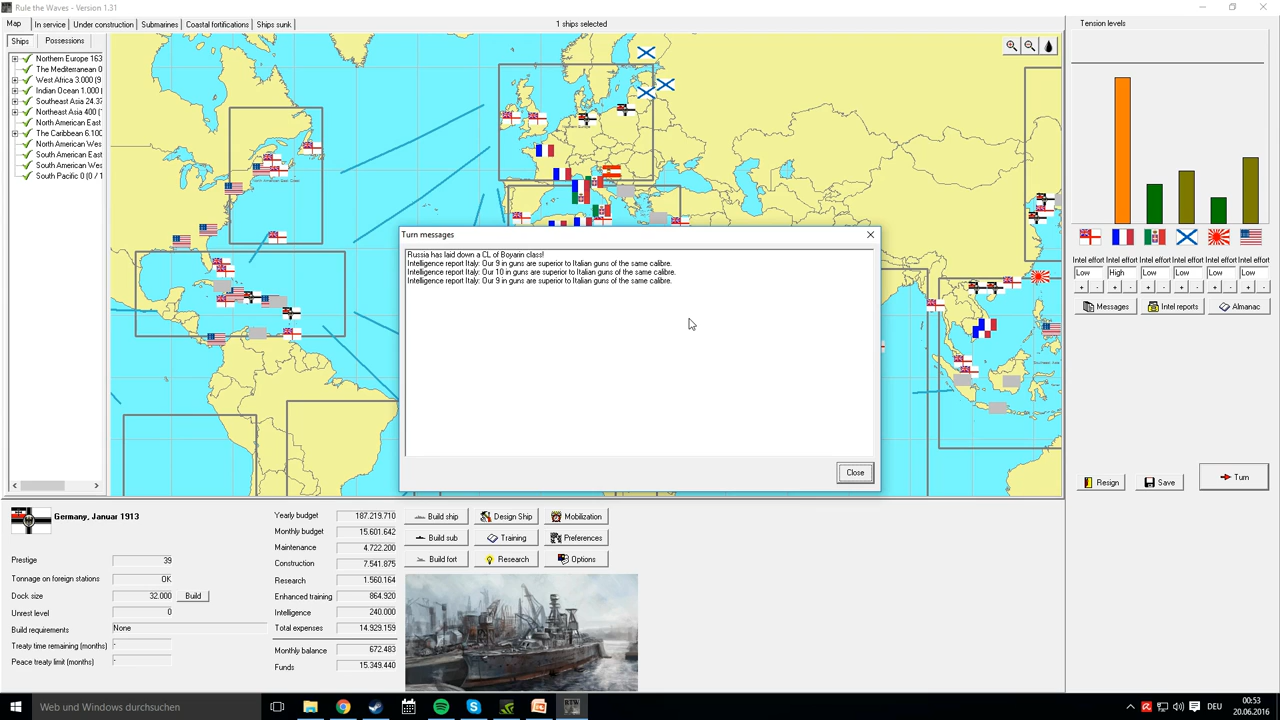 Rule the Waves - Version 1.31
Map
In service
Under construction
Submarines
Coastal fortifications
Ships sunk
1 ships selected
Tension levels
Ships
Possessions
Northern Europe 163
The Mediterranean 0
West Africa 3.000 (9
Indian Ocean 1.000
Southeast Asia 24.3
Northeast Asia 400 (
North American East
The Caribbean 6.100
North American Wes
South American East
South American Wes
South Pacific 0 (0 / 1
Turn messages
Russia has laid down a CL of Boyarin class!
Intelligence report Italy: Our 9 in guns are superior to Italian guns of the same calibre.
Intelligence report Italy: Our 10 in guns are superior to Italian guns of the same calibre.
Intelligence report Italy: Our 9 in guns are superior to Italian guns of the same calibre.
Close
Intel effort Intel effort Intel effort Intel effort Intel effort Intel effort
Low High Low Low Low Low
+ - + - + - + - + - + -
Messages
Intel reports
Almanac
Resign
Save
Turn
Germany, Januar 1913
Prestige 39
Tonnage on foreign stations OK
Dock size 32.000 Build
Unrest level 0
Build requirements None
Treaty time remaining (months) -
Peace treaty limit (months) -
Yearly budget 187.219.710
Monthly budget 15.601.642
Maintenance 4.722.200
Construction 7.541.875
Research 1.560.164
Enhanced training 864.920
Intelligence 240.000
Total expenses 14.929.159
Monthly balance 672.483
Funds 15.349.440
Build ship
Design Ship
Mobilization
Build sub
Training
Preferences
Build fort
Research
Options
Web und Windows durchsuchen
DEU
00:53
20.06.2016